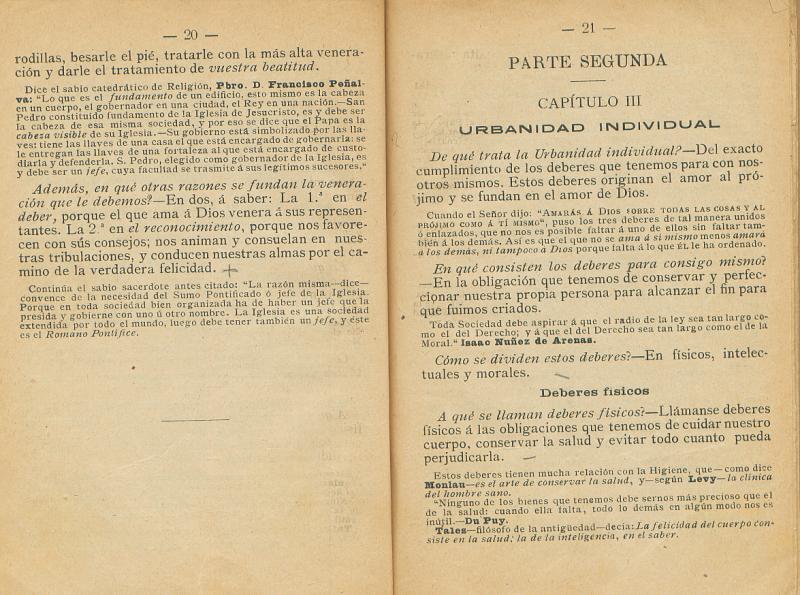 — 20 —
rodillas, besarle el pié, tratarle con la más alta venera-
ción y darle el tratamiento de vuestra beatitud.
Dice el sabio catedrático de Religión, Pbro. D. Francisco Peñal-
va: "Lo que es el fundamento de un edificio, esto mismo es la cabeza
en un cuerpo, el gobernador en una ciudad, el Rey en una nación.—San
Pedro constituído fundamento de la Iglesia de Jesucristo, es y debe ser
la cabeza de esa misma sociedad, y por eso se dice que el Papa es la
cabeza visible de su Iglesia.—Su gobierno está simbolizado por las lla-
ves: tiene las llaves de una casa el que está encargado de gobernarla: se
le entregan las llaves de una fortaleza al que está encargado de custo-
diarla y defenderla. S. Pedro, elegido como gobernador de la Iglesia, es
y debe ser un jefe, cuya facultad se trasmite á sus legítimos sucesores."
Además, en qué otras razones se fundan la venera-
ción que le debemos?—En dos, á saber: La 1.ª en el
deber, porque el que ama á Dios venera á sus represen-
tantes. La 2.ª en el reconocimiento, porque nos favore-
cen con sús consejos; nos animan y consuelan en nues-
tras tribulaciones, y conducen nuestras almas por el ca-
mino de la verdadera felicidad.
Continúa el sabio sacerdote antes citado: "La razón misma—dice—
convence de la necesidad del Sumo Pontificado ó jefe de la Iglesia.
Porque en toda sociedad bien organizada ha de haber un jefe que la
presida y gobierne con uno ú otro nombre. La Iglesia es una sociedad
extendida por todo el mundo, luego debe tener también un jefe, y éste
es el Romano Pontífice.
— 21 —
PARTE SEGUNDA
CAPÍTULO III
URBANIDAD INDIVIDUAL
De qué trata la Urbanidad individual?—Del exacto
cumplimiento de los deberes que tenemos para con nos-
otros mismos. Estos deberes originan el amor al pró-
jimo y se fundan en el amor de Dios.
Cuando el Señor dijo: "AMARÁS Á DIOS SOBRE TODAS LAS COSAS Y AL
PRÓJIMO COMO Á TÍ MISMO", puso los tres deberes de tal manera unidos
ó enlazados, que no nos es posible faltar á uno de ellos sin faltar tam-
bién á los demás. Así es que el que no se ama á sí mismo menos amará
á los demás, ni tampoco á Dios porque falta á lo que ÉL le ha ordenado.
En qué consisten los deberes para consigo mismo?
—En la obligación que tenemos de conservar y perfec-
cionar nuestra propia persona para alcanzar el fin para
que fuimos criados.
Toda Sociedad debe aspirar á que el radio de la ley sea tan largo co-
mo el del Derecho; y á que el del Derecho sea tan largo como el de la
Moral." Isaac Nuñez de Arenas.
Cómo se dividen estos deberes?—En físicos, intelec-
tuales y morales.
Deberes físicos
A qué se llaman deberes físicos?—Llámanse deberes
físicos á las obligaciones que tenemos de cuidar nuestro
cuerpo, conservar la salud y evitar todo cuanto pueda
perjudicarla.
Estos deberes tienen mucha relación con la Higiene, que—como dice
Monlau—es el arte de conservar la salud, y—según Levy—la clínica
del hombre sano.
"Ninguno de los bienes que tenemos debe sernos más precioso que el
de la salud: cuando ella falta, todo lo demás en algún modo nos es
inútil.—Du Puy.
Tales—filósofo de la antigüedad—decía: La felicidad del cuerpo con-
siste en la salud; la de la inteligencia, en el saber.